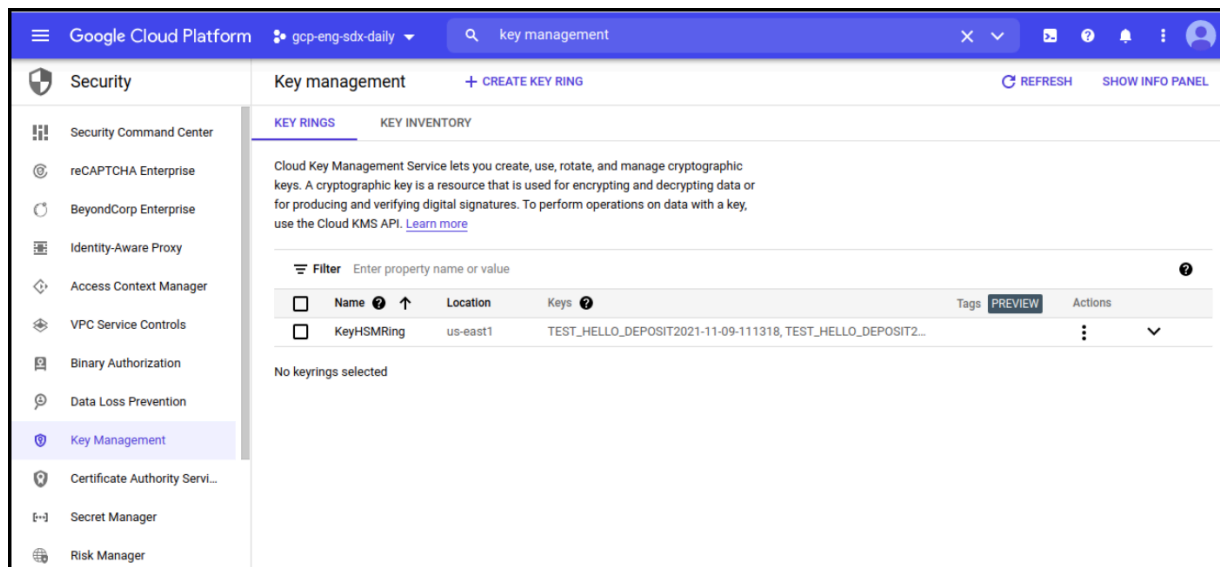 Google Cloud Platform gcp-eng-sdx-daily key management
Security Key management CREATE KEY RING REFRESH SHOW INFO PANEL
Security Command Center
reCAPTCHA Enterprise
BeyondCorp Enterprise
Identity-Aware Proxy
Access Context Manager
VPC Service Controls
Binary Authorization
Data Loss Prevention
Key Management
Certificate Authority Servi...
Secret Manager
Risk Manager
KEY RINGS KEY INVENTORY
Cloud Key Management Service lets you create, use, rotate, and manage cryptographic
keys. A cryptographic key is a resource that is used for encrypting and decrypting data or
for producing and verifying digital signatures. To perform operations on data with a key,
use the Cloud KMS API. Learn more
Filter Enter property name or value
Name Location Keys Tags PREVIEW Actions
KeyHSMRing us-east1 TEST_HELLO_DEPOSIT2021-11-09-111318, TEST_HELLO_DEPOSIT2...
No keyrings selected